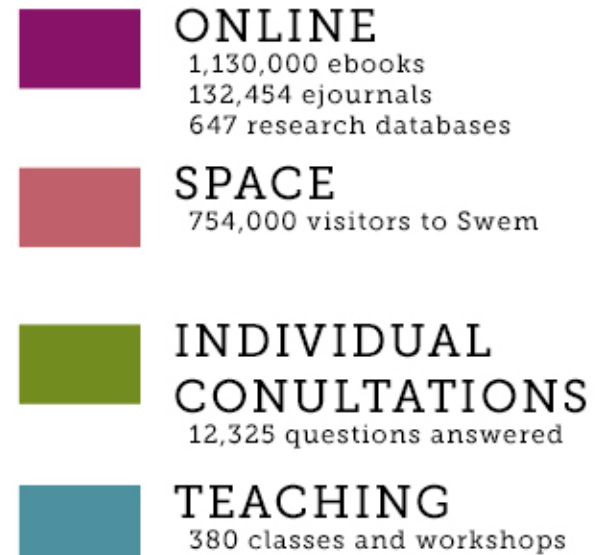 ONLINE
1,130,000 ebooks
132,454 ejournals
647 research databases
SPACE
754,000 visitors to Swem
INDIVIDUAL
CONULTATIONS
12,325 questions answered
TEACHING
380 classes and workshops